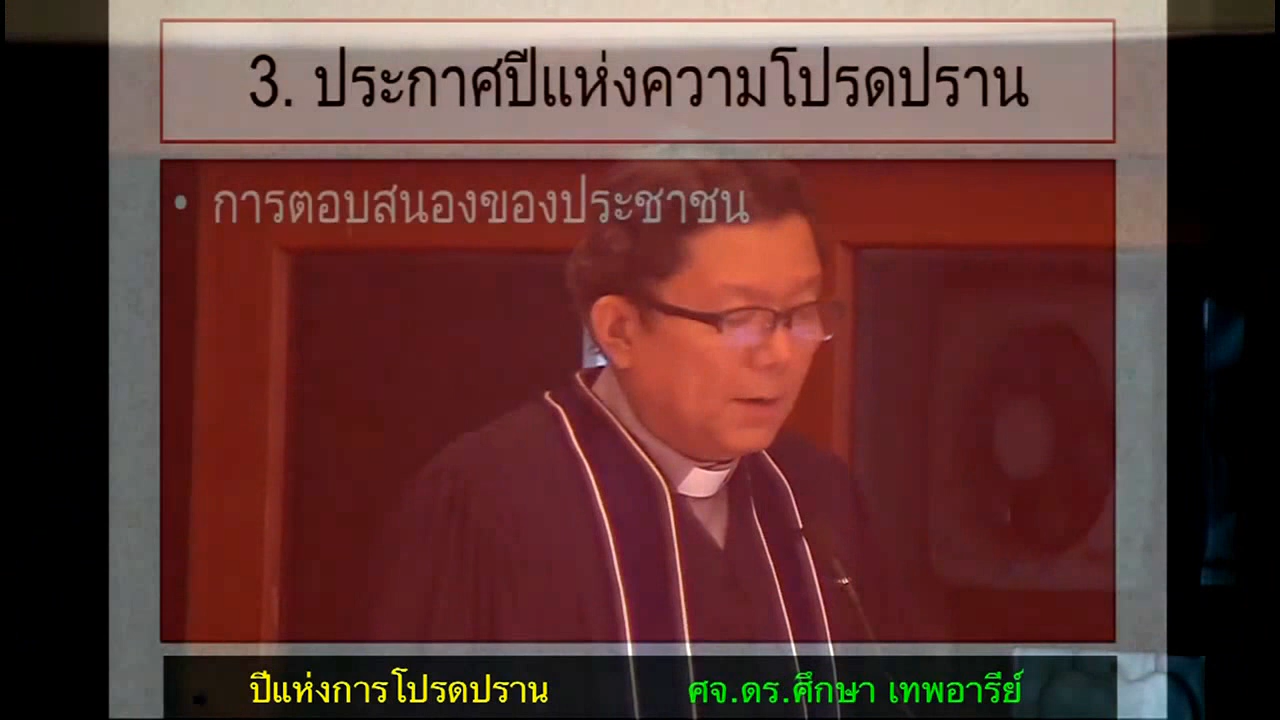 3. ประกาศปีแห่งความโปรดปราน
• การตอบสนองของประชาชน
ปีแห่งการโปรดปราน ศจ.ดร.ศึกษา เทพอารีย์